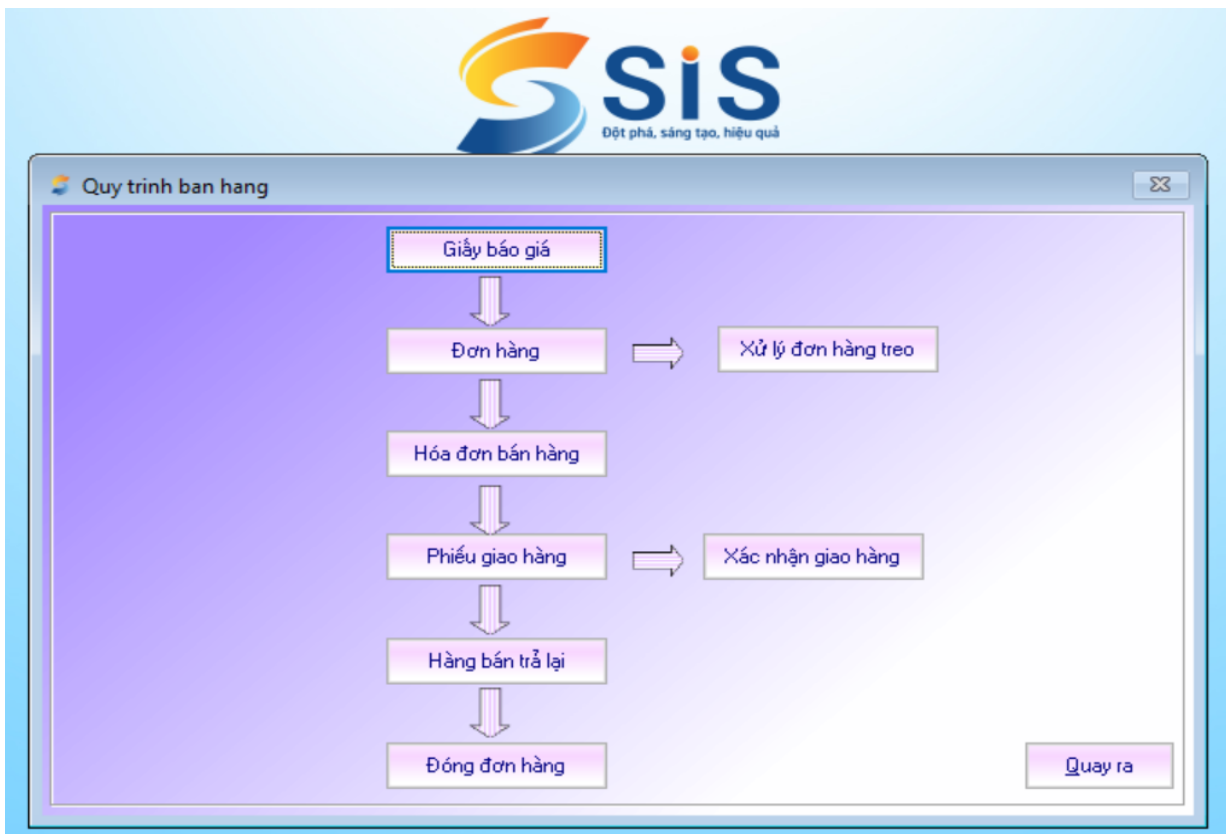 SiS
Đột phá, sáng tạo, hiệu quả
Quy trinh ban hang
Giấy báo giá
Đơn hàng
Xử lý đơn hàng treo
Hóa đơn bán hàng
Phiếu giao hàng
Xác nhận giao hàng
Hàng bán trả lại
Đóng đơn hàng
Quay ra